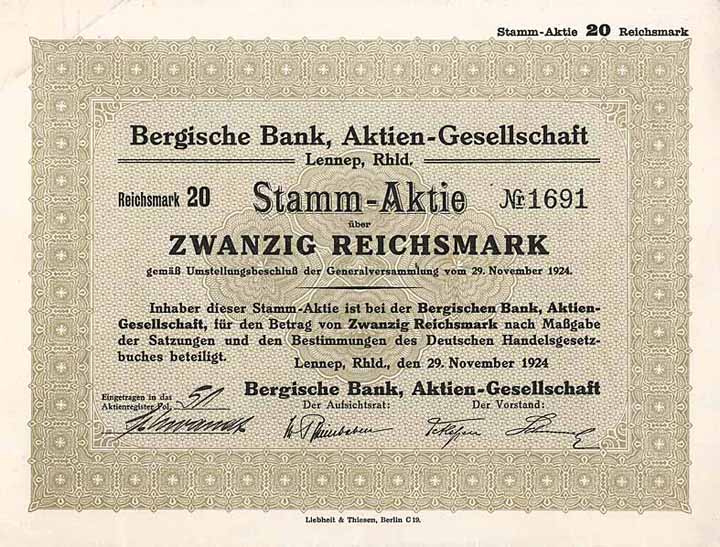 Stamm-Aktie 20 Reichsmark
Bergische Bank, Aktien-Gesellschaft
Lennep, Rhld.
Reichsmark 20 Stamm-Aktie № 1691
über
ZWANZIG REICHSMARK
gemäß Umstellungsbeschluß der Generalversammlung vom 29. November 1924.
Inhaber dieser Stamm-Aktie ist bei der Bergischen Bank, Aktien-
Gesellschaft, für den Betrag von Zwanzig Reichsmark nach Maßgabe
der Satzungen und den Bestimmungen des Deutschen Handelsgesetz-
buches beteiligt.
Lennep, Rhld., den 29. November 1924
Bergische Bank, Aktien-Gesellschaft
Eingetragen in das
Aktienregister Fol. 51
Der Aufsichtsrat: Der Vorstand:
Liebheit & Thiesen, Berlin C 19.